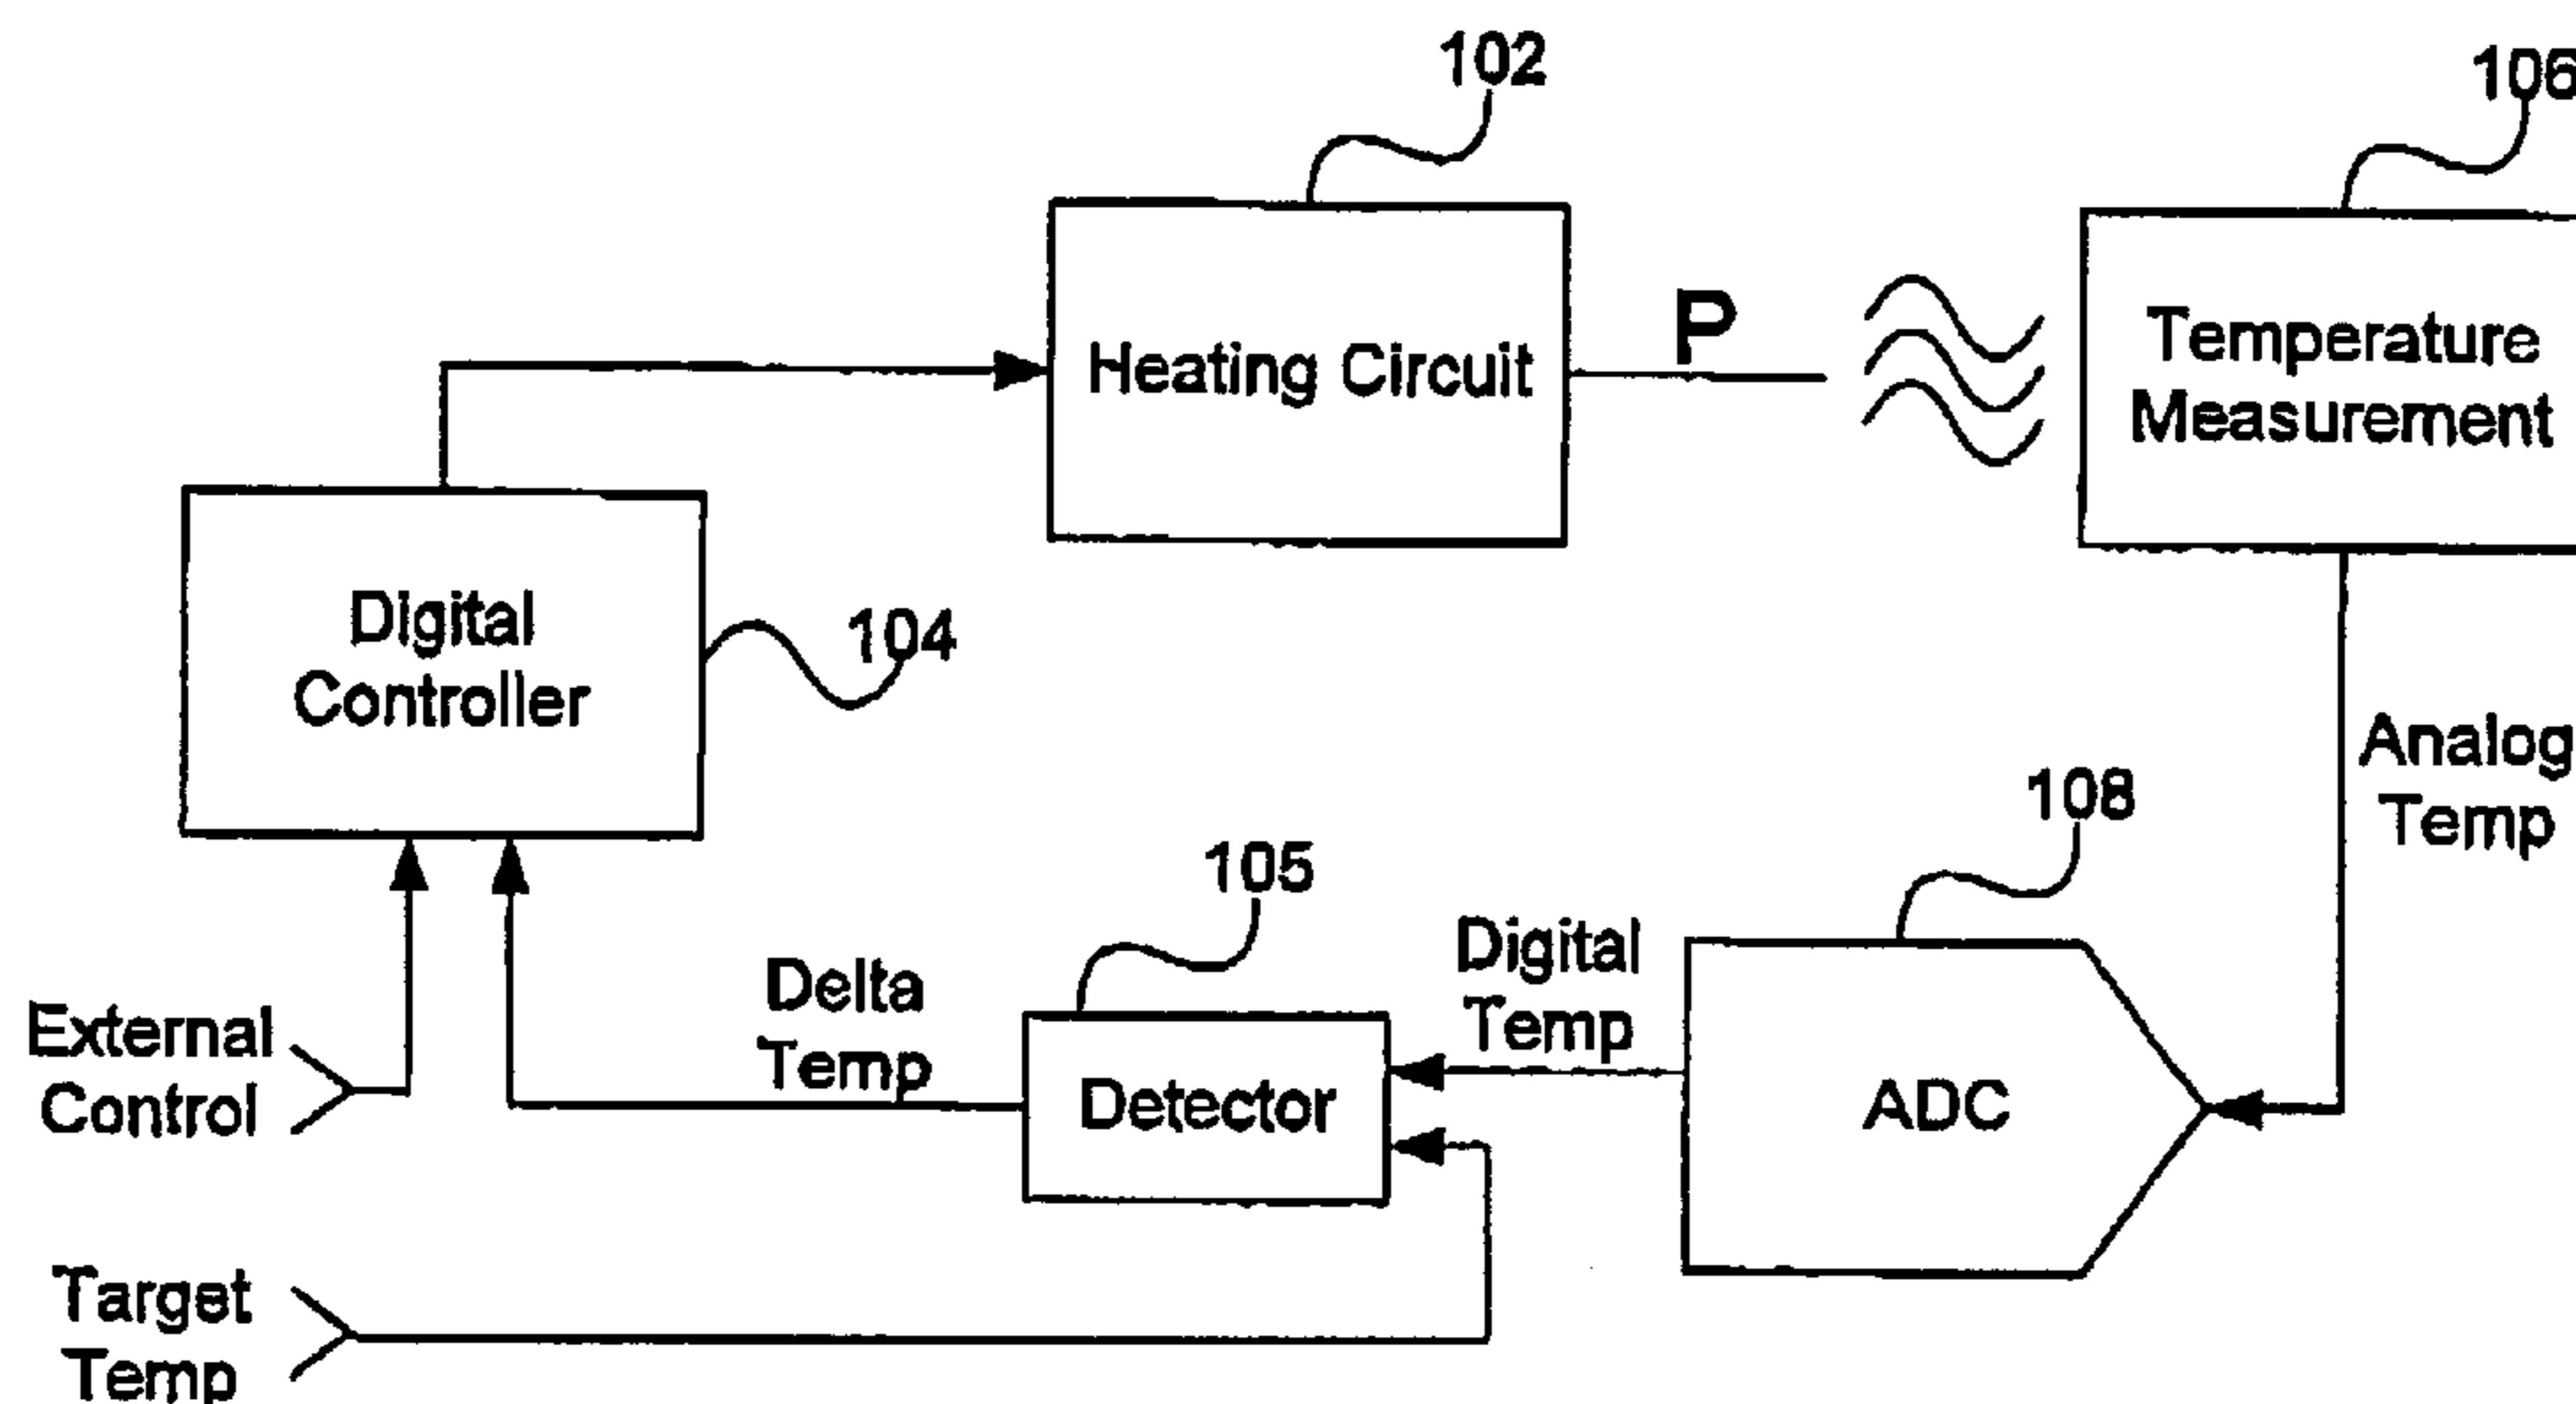 102
106
Heating Circuit
P
Temperature
Measurement
Digital
Controller
104
Analog
Temp
108
105
Digital
Temp
Delta
Temp
External
Control
Detector
ADC
Target
Temp